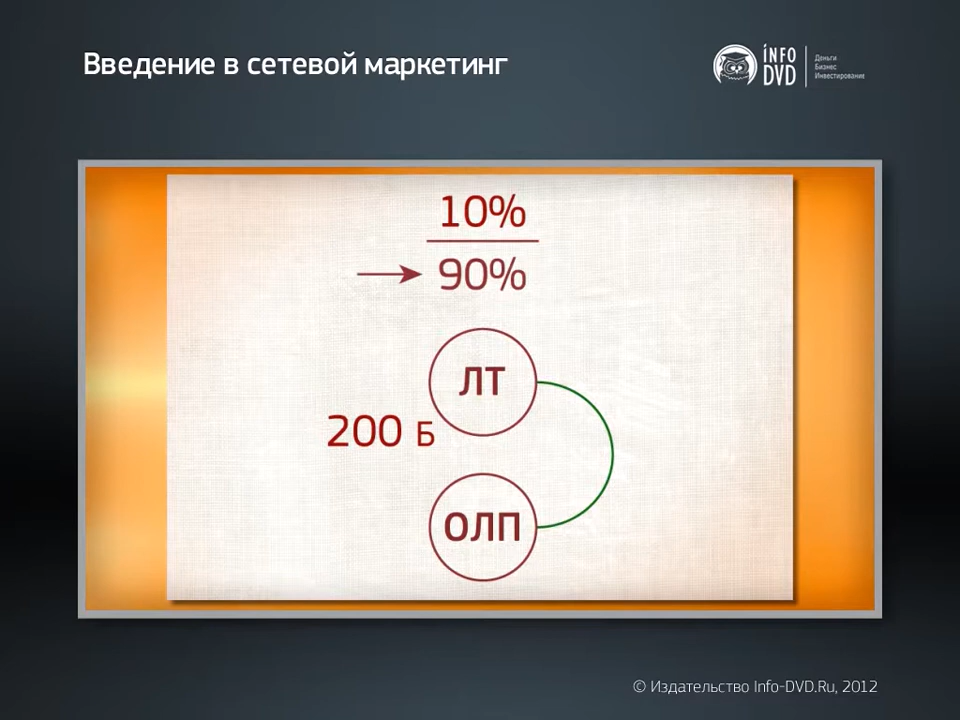 Введение в сетевой маркетинг
iNFO
DVD
Деньги
Бизнес
Инвестирование
10%
90%
ЛТ
200 Б
ОЛП
© Издательство Info-DVD.Ru, 2012